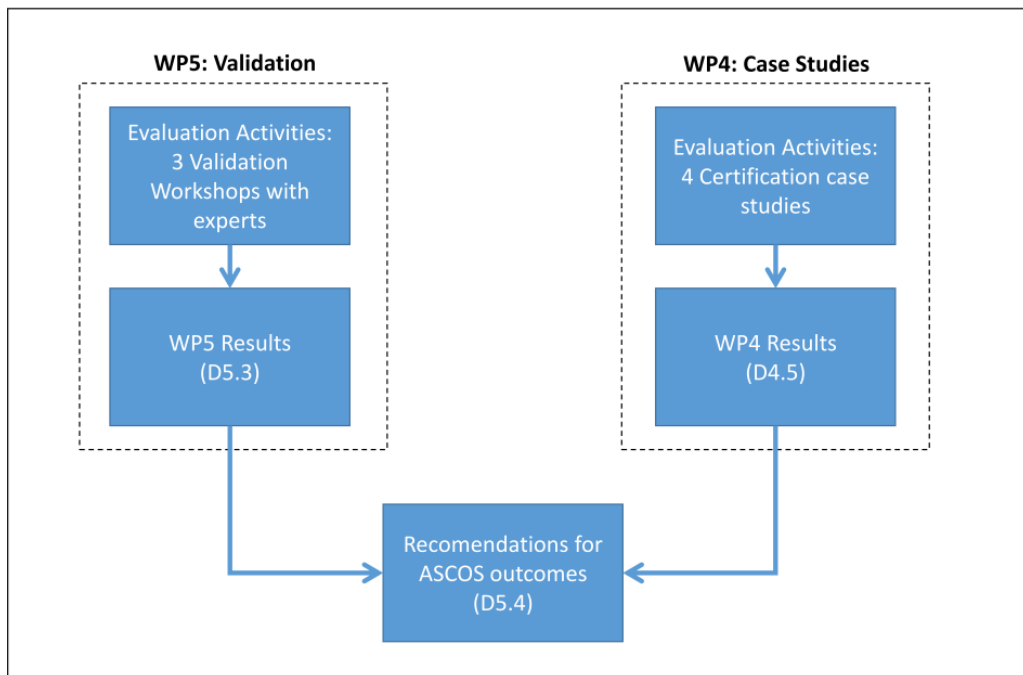 WP5: Validation
Evaluation Activities:
3 Validation
Workshops with
experts
WP5 Results
(D5.3)
WP4: Case Studies
Evaluation Activities:
4 Certification case
studies
WP4 Results
(D4.5)
Recomendations for
ASCOS outcomes
(D5.4)